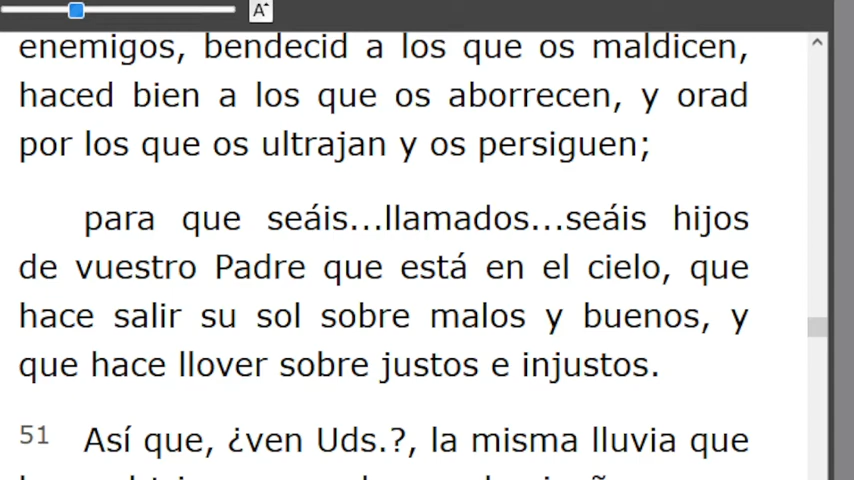 A
enemigos, bendecid a los que os maldicen,
haced bien a los que os aborrecen, y orad
por los que os ultrajan y os persiguen;
para que seáis...llamados...seáis hijos
de vuestro Padre que está en el cielo, que
hace salir su sol sobre malos y buenos, y
que hace llover sobre justos e injustos.
51 Así que, ¿ven Uds.?, la misma lluvia que